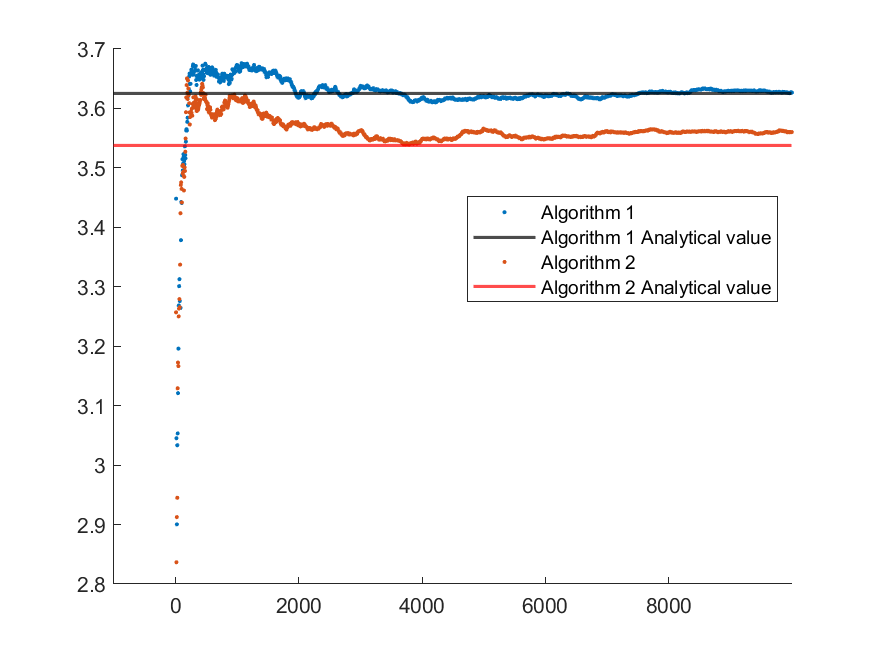 3.7
3.6
3.5
3.4
3.3
3.2
3.1
3
2.9
2.8
Algorithm 1
Algorithm 1 Analytical value
Algorithm 2
Algorithm 2 Analytical value
0 2000 4000 6000 8000